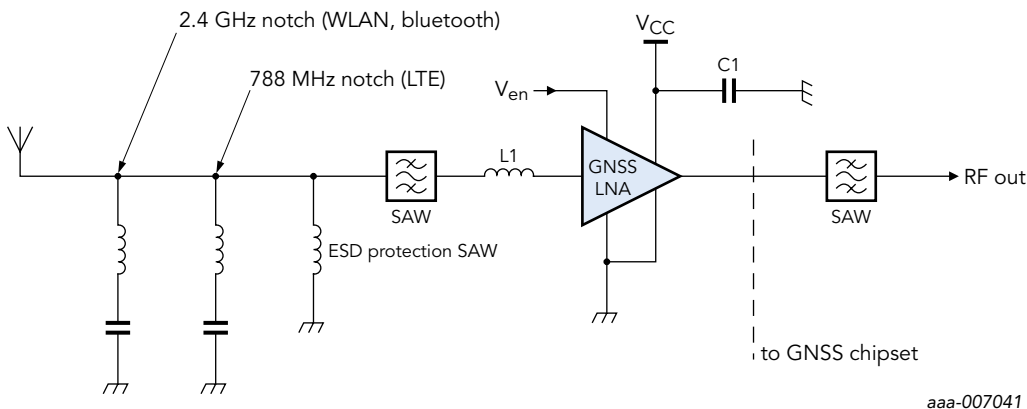 2.4 GHz notch (WLAN, bluetooth)
VCC
788 MHz notch (LTE)
C1
Ven
L1
GNSS
LNA
RF out
SAW
SAW
ESD protection SAW
to GNSS chipset
aaa-007041